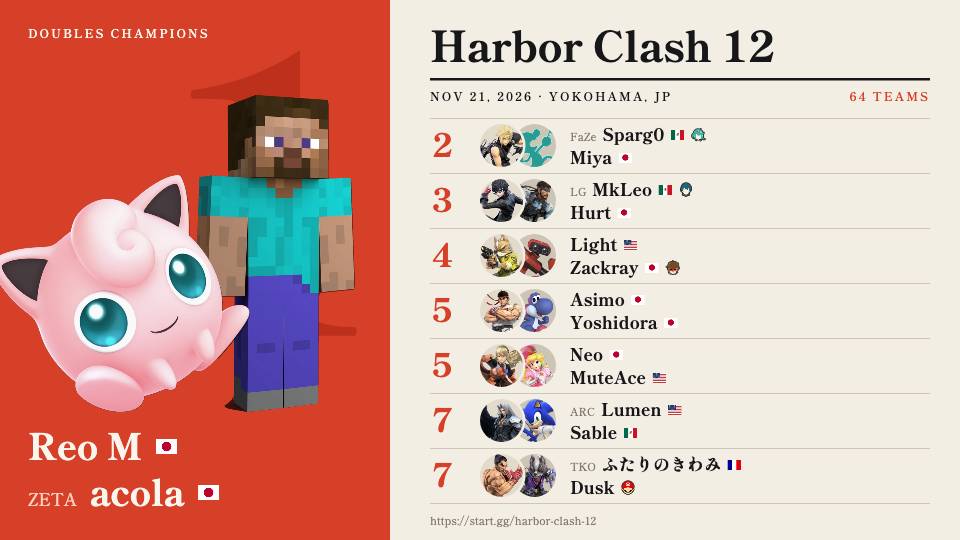 DOUBLES CHAMPIONS
1
Reo M
ZETA acola
Harbor Clash 12
NOV 21, 2026 · YOKOHAMA, JP
64 TEAMS
2
FaZe Sparg0
Miya
3
LG MkLeo
Hurt
4
Light
Zackray
5
Asimo
Yoshidora
5
Neo
MuteAce
7
ARC Lumen
Sable
7
TKO ふたりのきわみ
Dusk
https://start.gg/harbor-clash-12